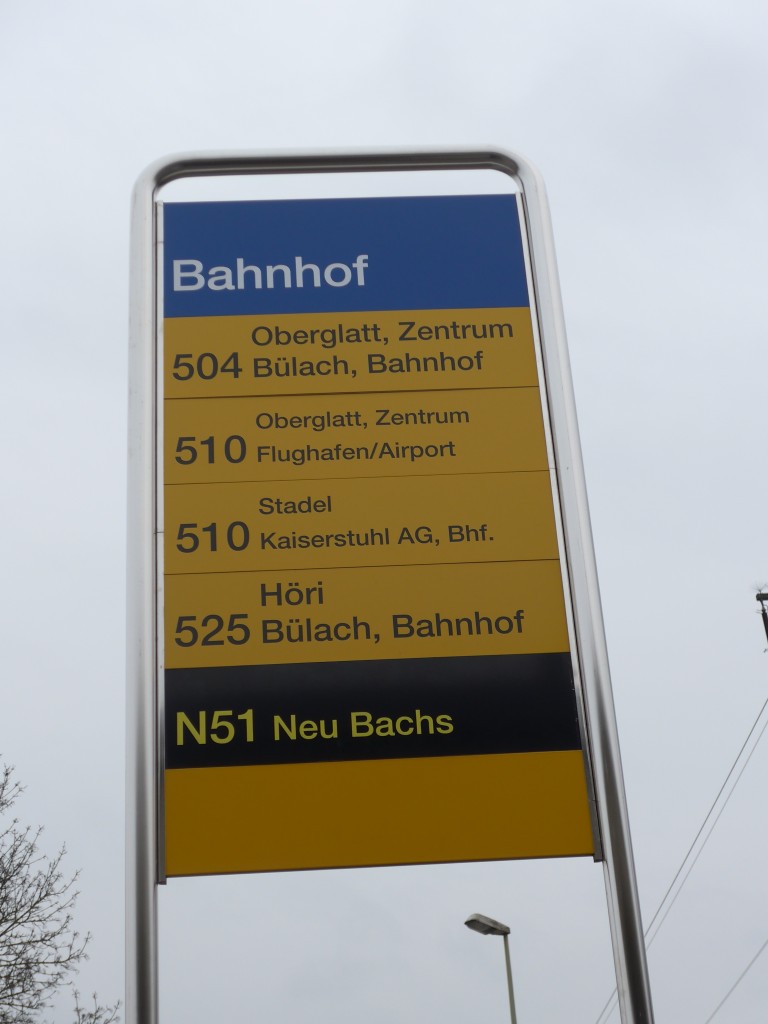 Bahnhof
Oberglatt, Zentrum
504 Bülach, Bahnhof
Oberglatt, Zentrum
510 Flughafen/Airport
Stadel
510 Kaiserstuhl AG, Bhf.
Höri
525 Bülach, Bahnhof
N51 Neu Bachs